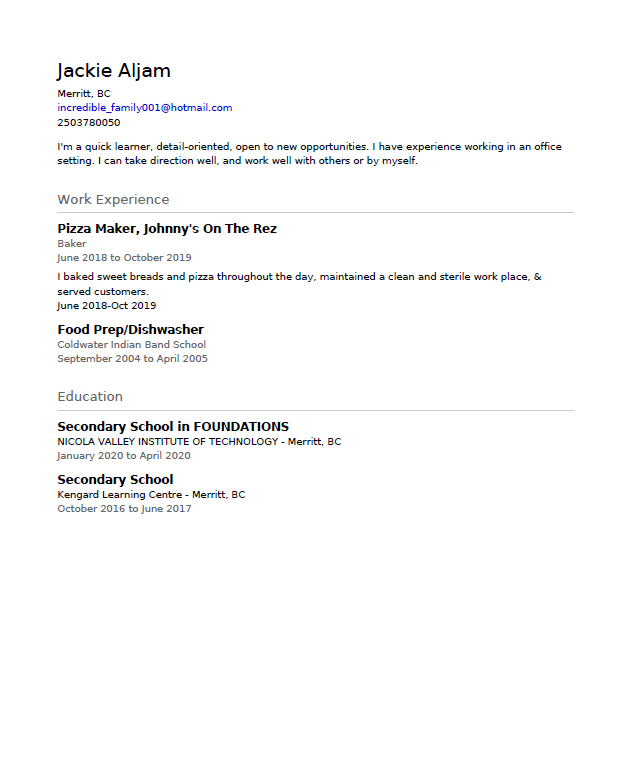 Jackie Aljam
Merritt, BC
incredible_family001@hotmail.com
2503780050
I'm a quick learner, detail-oriented, open to new opportunities. I have experience working in an office
setting. I can take direction well, and work well with others or by myself.
Work Experience
Pizza Maker, Johnny's On The Rez
Baker
June 2018 to October 2019
I baked sweet breads and pizza throughout the day, maintained a clean and sterile work place, &
served customers.
June 2018-Oct 2019
Food Prep/Dishwasher
Coldwater Indian Band School
September 2004 to April 2005
Education
Secondary School in FOUNDATIONS
NICOLA VALLEY INSTITUTE OF TECHNOLOGY - Merritt, BC
January 2020 to April 2020
Secondary School
Kengard Learning Centre - Merritt, BC
October 2016 to June 2017